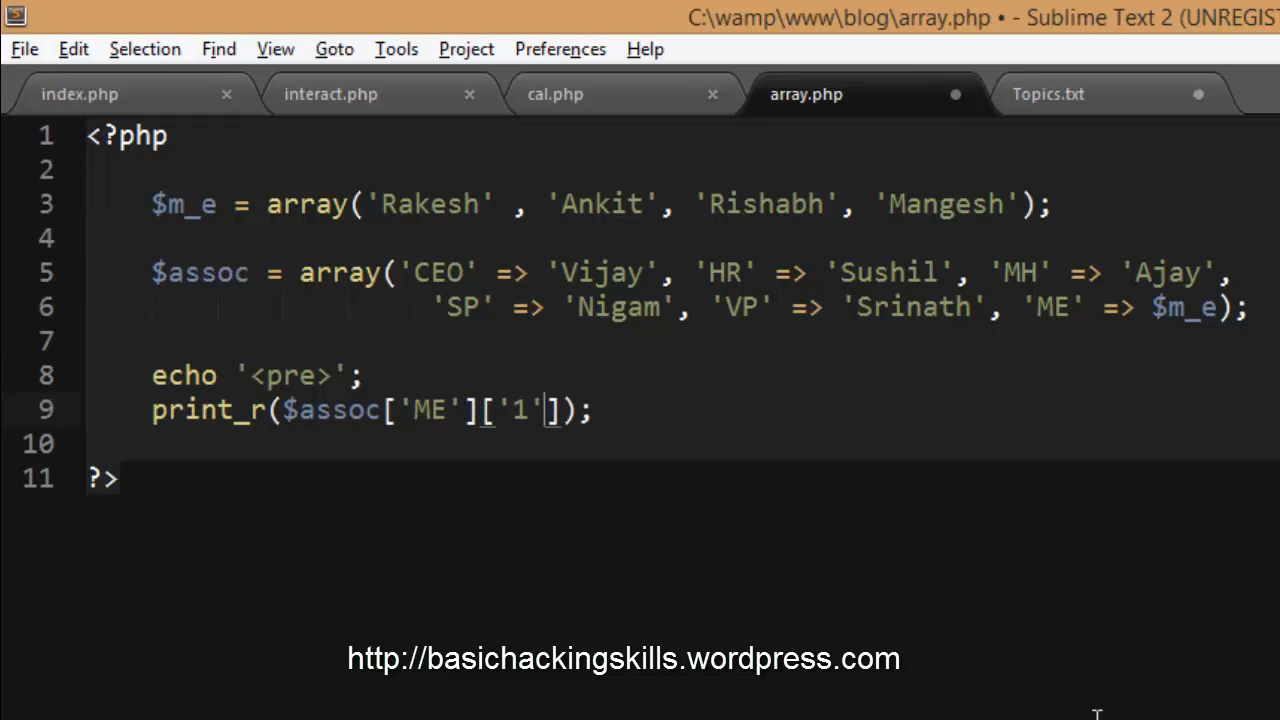 C:\wamp\www\blog\array.php • - Sublime Text 2 (UNREGIST
File Edit Selection Find View Goto Tools Project Preferences Help
index.php × interact.php × cal.php × array.php Topics.txt
1 <?php
2
3 $m_e = array('Rakesh' , 'Ankit', 'Rishabh', 'Mangesh');
4
5 $assoc = array('CEO' => 'Vijay', 'HR' => 'Sushil', 'MH' => 'Ajay',
6 'SP' => 'Nigam', 'VP' => 'Srinath', 'ME' => $m_e);
7
8 echo '<pre>';
9 print_r($assoc['ME']['1']);
10
11 ?>
http://basichackingskills.wordpress.com